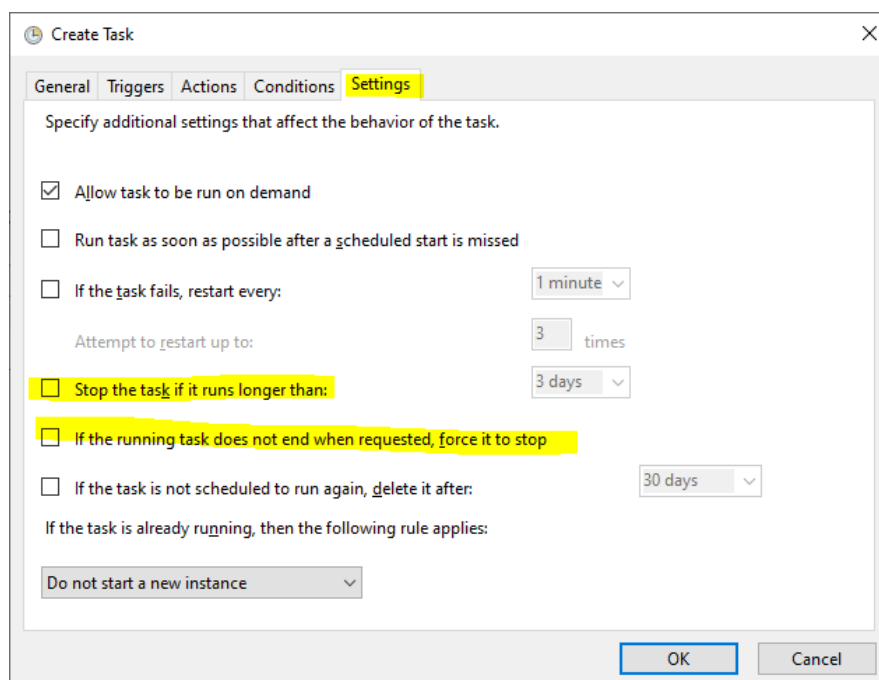 Create Task
General Triggers Actions Conditions Settings
Specify additional settings that affect the behavior of the task.
Allow task to be run on demand
Run task as soon as possible after a scheduled start is missed
If the task fails, restart every: 1 minute
Attempt to restart up to: 3 times
Stop the task if it runs longer than: 3 days
If the running task does not end when requested, force it to stop
If the task is not scheduled to run again, delete it after: 30 days
If the task is already running, then the following rule applies:
Do not start a new instance
OK Cancel